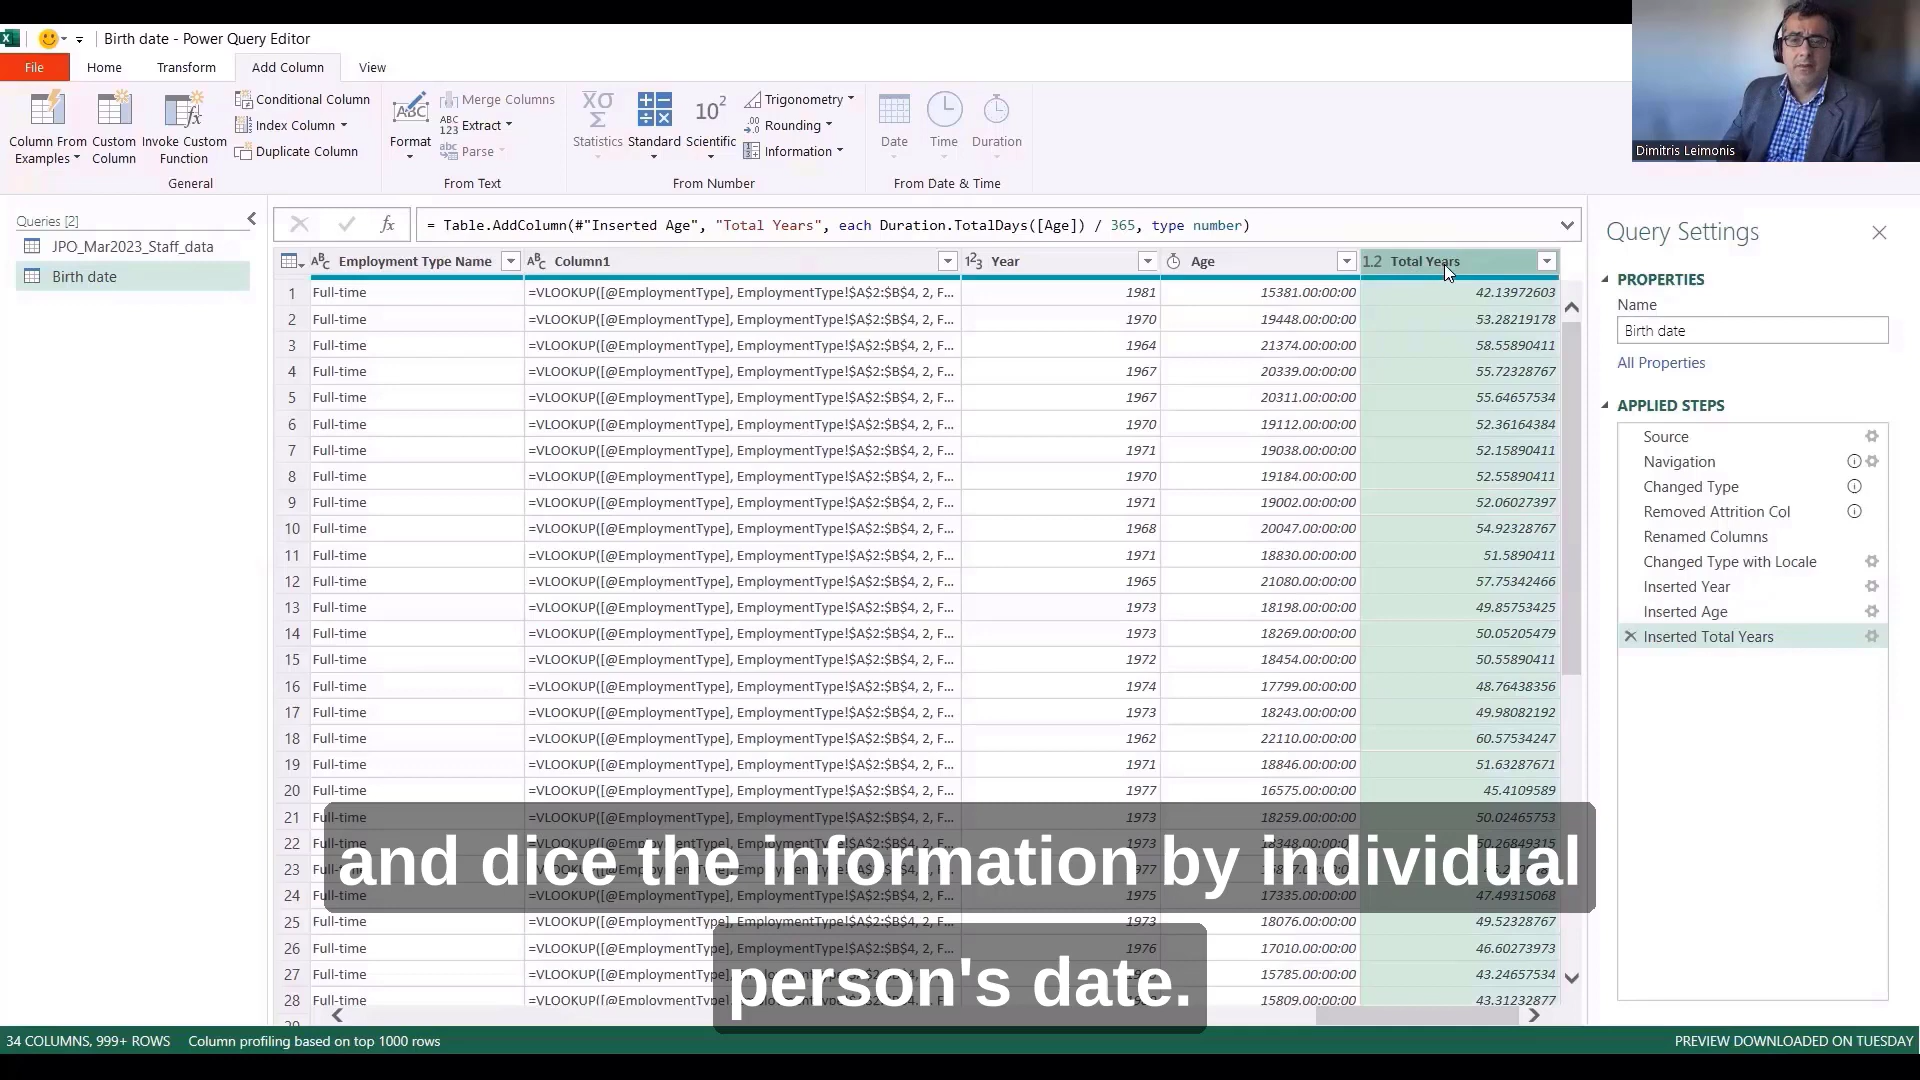 Birth date - Power Query Editor
File Home Transform Add Column View
Column From Examples
Custom Column
Invoke Custom Function
Conditional Column
Index Column
Duplicate Column
General
Format
Merge Columns
ABC 123 Extract
Parse
From Text
Statistics
Standard
Scientific
Trigonometry
Rounding
Information
From Number
Date
Time
Duration
From Date & Time
Dimitris Leimonis
Queries [2]
JPO_Mar2023_Staff_data
Birth date
= Table.AddColumn(#"Inserted Age", "Total Years", each Duration.TotalDays([Age]) / 365, type number)
Employment Type Name Column1 Year Age 1.2 Total Years
1 Full-time =VLOOKUP([@EmploymentType], EmploymentType!$A$2:$B$4, 2, F... 1981 15381.00:00:00 42.13972603
2 Full-time =VLOOKUP([@EmploymentType], EmploymentType!$A$2:$B$4, 2, F... 1970 19448.00:00:00 53.28219178
3 Full-time =VLOOKUP([@EmploymentType], EmploymentType!$A$2:$B$4, 2, F... 1964 21374.00:00:00 58.55890411
4 Full-time =VLOOKUP([@EmploymentType], EmploymentType!$A$2:$B$4, 2, F... 1967 20339.00:00:00 55.72328767
5 Full-time =VLOOKUP([@EmploymentType], EmploymentType!$A$2:$B$4, 2, F... 1967 20311.00:00:00 55.64657534
6 Full-time =VLOOKUP([@EmploymentType], EmploymentType!$A$2:$B$4, 2, F... 1970 19112.00:00:00 52.36164384
7 Full-time =VLOOKUP([@EmploymentType], EmploymentType!$A$2:$B$4, 2, F... 1971 19038.00:00:00 52.15890411
8 Full-time =VLOOKUP([@EmploymentType], EmploymentType!$A$2:$B$4, 2, F... 1970 19184.00:00:00 52.55890411
9 Full-time =VLOOKUP([@EmploymentType], EmploymentType!$A$2:$B$4, 2, F... 1971 19002.00:00:00 52.06027397
10 Full-time =VLOOKUP([@EmploymentType], EmploymentType!$A$2:$B$4, 2, F... 1968 20047.00:00:00 54.92328767
11 Full-time =VLOOKUP([@EmploymentType], EmploymentType!$A$2:$B$4, 2, F... 1971 18830.00:00:00 51.5890411
12 Full-time =VLOOKUP([@EmploymentType], EmploymentType!$A$2:$B$4, 2, F... 1965 21080.00:00:00 57.75342466
13 Full-time =VLOOKUP([@EmploymentType], EmploymentType!$A$2:$B$4, 2, F... 1973 18198.00:00:00 49.85753425
14 Full-time =VLOOKUP([@EmploymentType], EmploymentType!$A$2:$B$4, 2, F... 1973 18269.00:00:00 50.05205479
15 Full-time =VLOOKUP([@EmploymentType], EmploymentType!$A$2:$B$4, 2, F... 1972 18454.00:00:00 50.55890411
16 Full-time =VLOOKUP([@EmploymentType], EmploymentType!$A$2:$B$4, 2, F... 1974 17799.00:00:00 48.76438356
17 Full-time =VLOOKUP([@EmploymentType], EmploymentType!$A$2:$B$4, 2, F... 1973 18243.00:00:00 49.98082192
18 Full-time =VLOOKUP([@EmploymentType], EmploymentType!$A$2:$B$4, 2, F... 1962 22110.00:00:00 60.57534247
19 Full-time =VLOOKUP([@EmploymentType], EmploymentType!$A$2:$B$4, 2, F... 1971 18846.00:00:00 51.63287671
20 Full-time =VLOOKUP([@EmploymentType], EmploymentType!$A$2:$B$4, 2, F... 1977 16575.00:00:00 45.4109589
21 Full-time =VLOOKUP([@EmploymentType], EmploymentType!$A$2:$B$4, 2, F... 1973 18259.00:00:00 50.02465753
22
23
24 Full-time =VLOOKUP([@EmploymentType], EmploymentType!$A$2:$B$4, 2, F... 1975 17335.00:00:00 47.49315068
25 Full-time =VLOOKUP([@EmploymentType], EmploymentType!$A$2:$B$4, 2, F... 1973 18076.00:00:00 49.52328767
26 Full-time =VLOOKUP([@EmploymentType], EmploymentType!$A$2:$B$4, 2, F... 1976 17010.00:00:00 46.60273973
27 Full-time 15785.00:00:00 43.24657534
28 Full-time 15809.00:00:00 43.31232877
and dice the information by individual
person's date.
Query Settings
PROPERTIES
Name
Birth date
All Properties
APPLIED STEPS
Source
Navigation
Changed Type
Removed Attrition Col
Renamed Columns
Changed Type with Locale
Inserted Year
Inserted Age
Inserted Total Years
34 COLUMNS, 999+ ROWS Column profiling based on top 1000 rows
PREVIEW DOWNLOADED ON TUESDAY